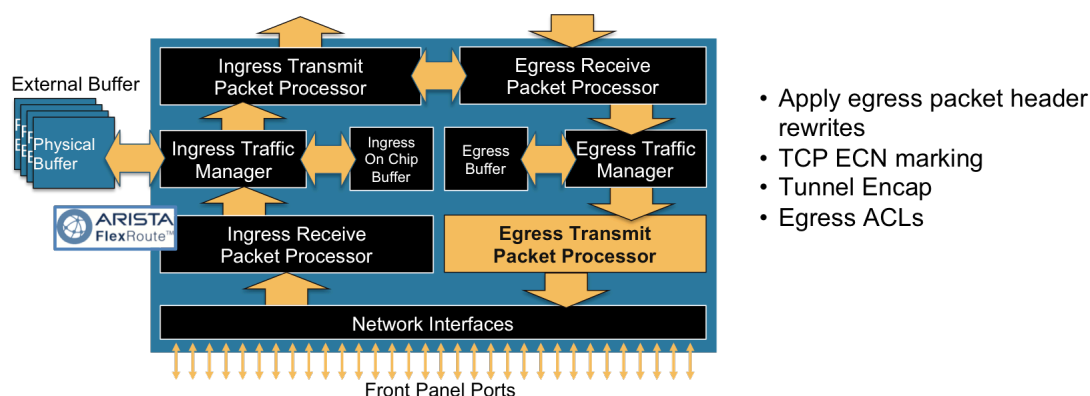 Ingress Transmit
Packet Processor
Egress Receive
Packet Processor
External Buffer
Physical
Buffer
Ingress Traffic
Manager
Ingress
On Chip
Buffer
Egress
Buffer
Egress Traffic
Manager
ARISTA
FlexRoute™
Ingress Receive
Packet Processor
Egress Transmit
Packet Processor
Network Interfaces
Front Panel Ports
• Apply egress packet header
rewrites
• TCP ECN marking
• Tunnel Encap
• Egress ACLs